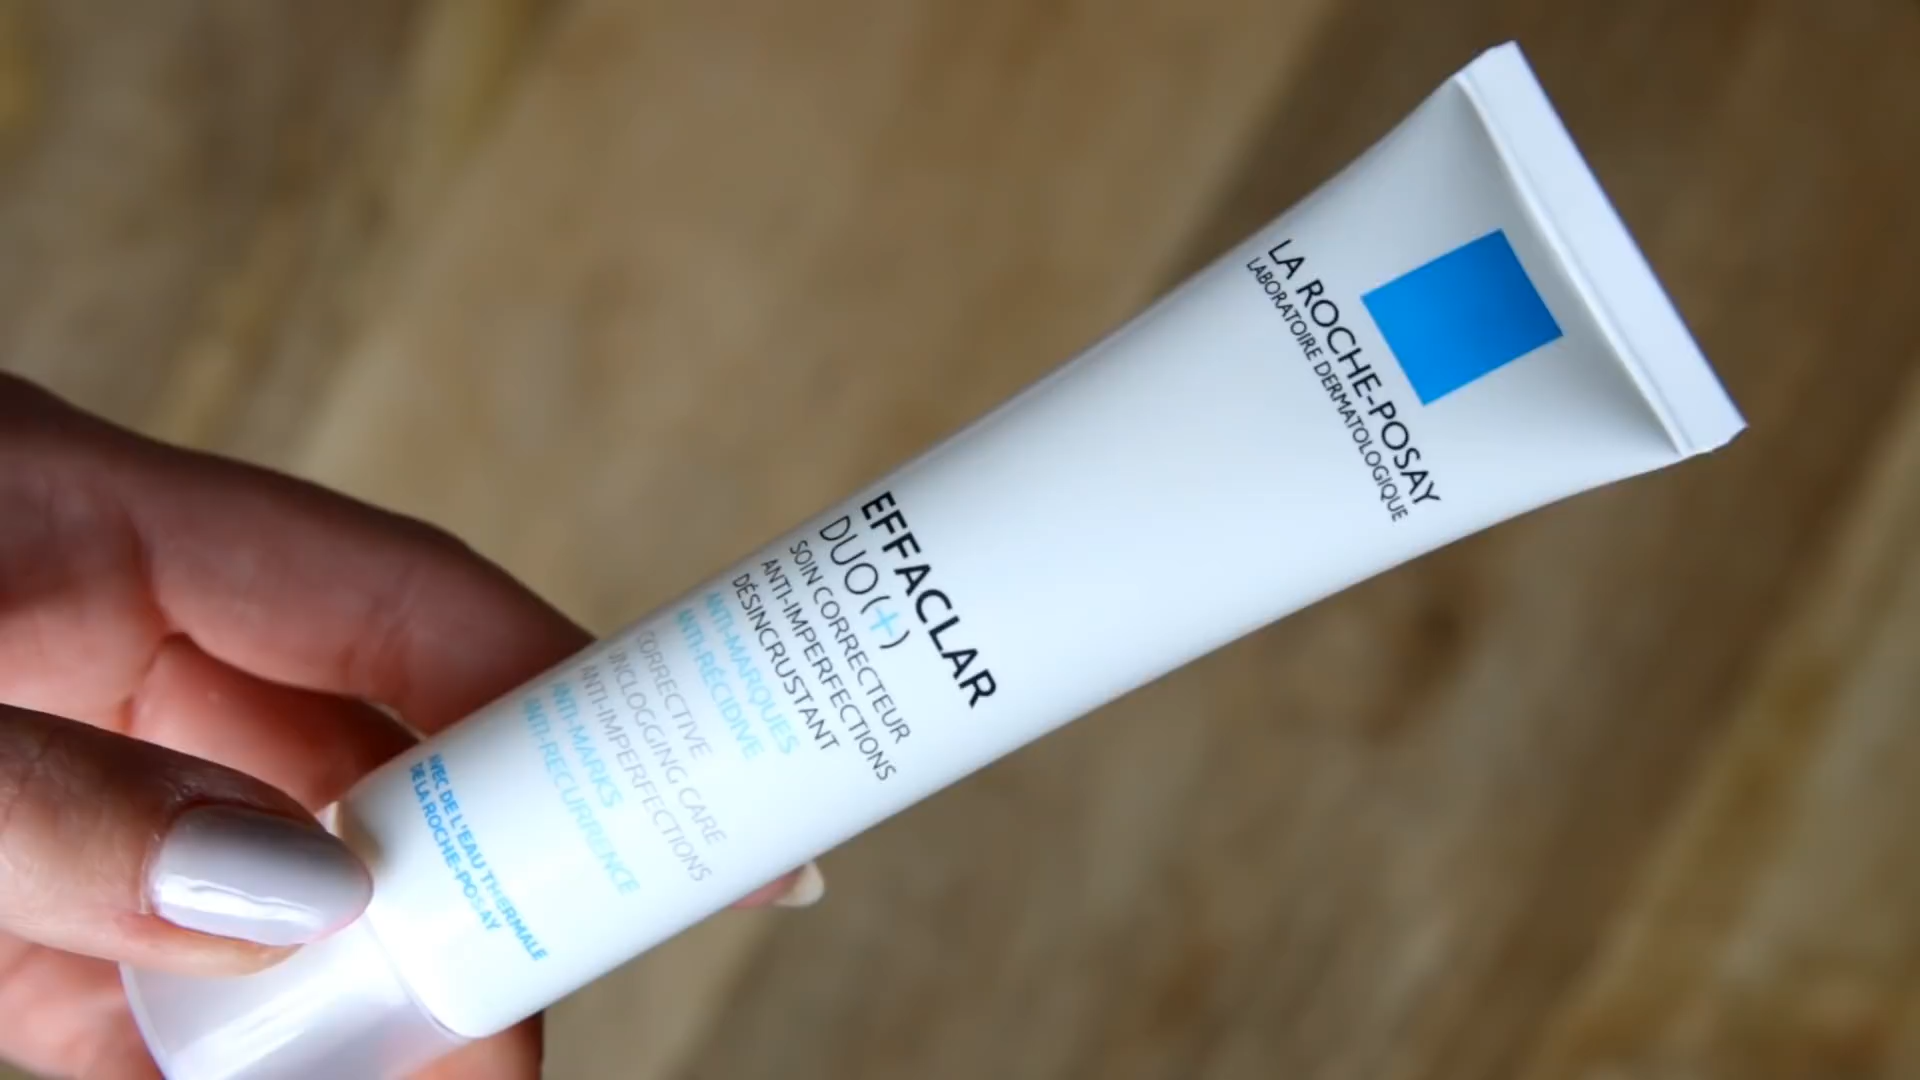 LA ROCHE-POSAY
LABORATOIRE DERMATOLOGIQUE
EFFACLAR
DUO(+)
SOIN CORRECTEUR
ANTI-IMPERFECTIONS
DÉSINCRUSTANT
ANTI-MARQUES
ANTI-RÉCIDIVE
CORRECTIVE
UNCLOGGING CARE
ANTI-IMPERFECTIONS
ANTI-MARKS
ANTI-RECURRENCE
AVEC DE L'EAU THERMALE
DE LA ROCHE-POSAY